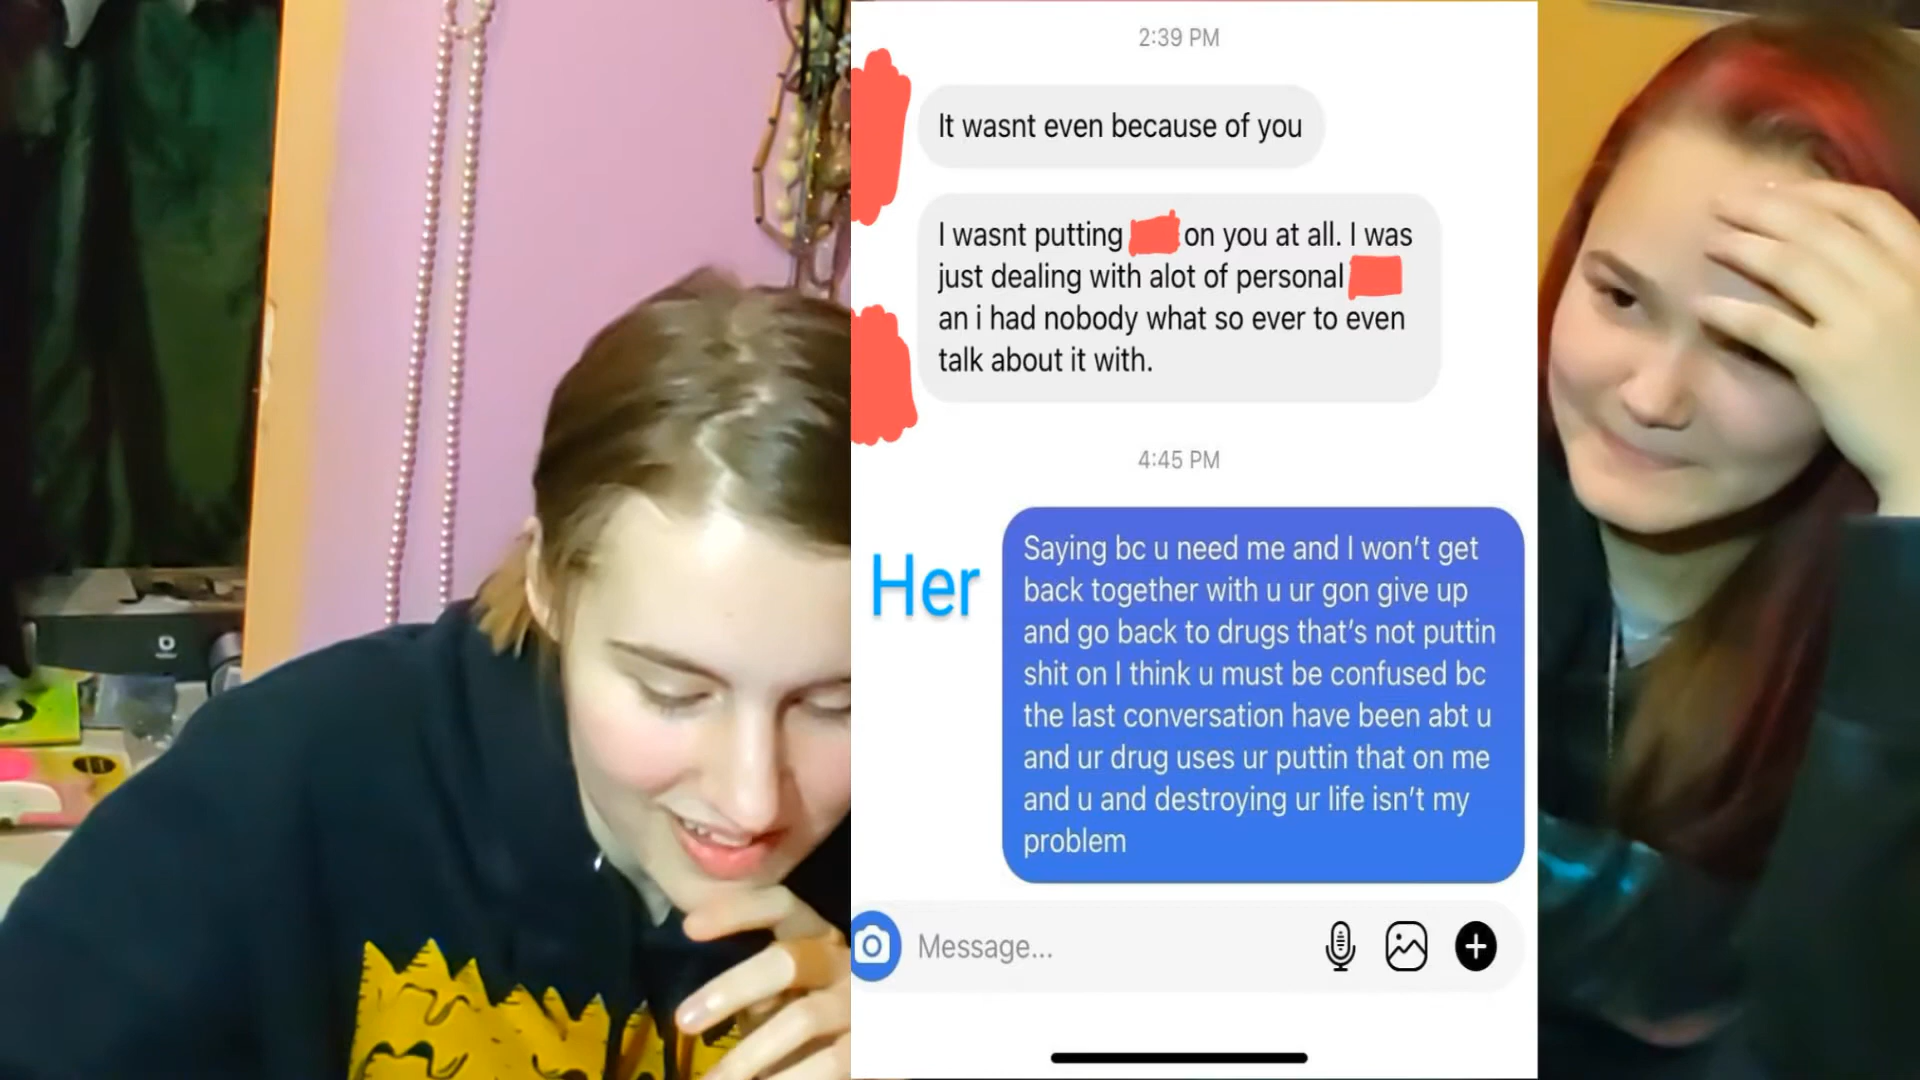 2:39 PM
It wasnt even because of you
I wasnt putting on you at all. I was
just dealing with alot of personal
an i had nobody what so ever to even
talk about it with.
4:45 PM
Her
Saying bc u need me and I won't get
back together with u ur gon give up
and go back to drugs that's not puttin
shit on I think u must be confused bc
the last conversation have been abt u
and ur drug uses ur puttin that on me
and u and destroying ur life isn't my
problem
Message...